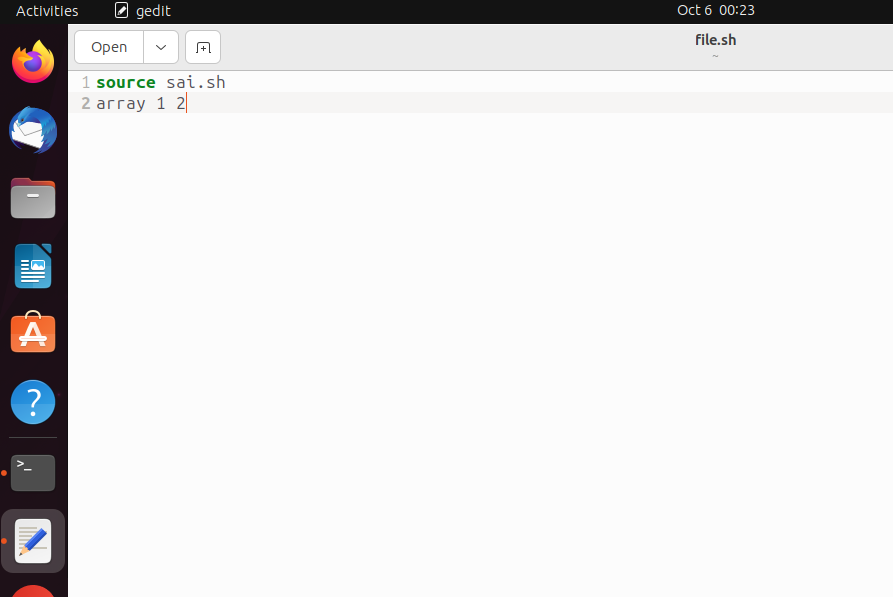 Activities gedit Oct 6 00:23
Open file.sh
~
1 source sai.sh
2 array 1 2
>_
?